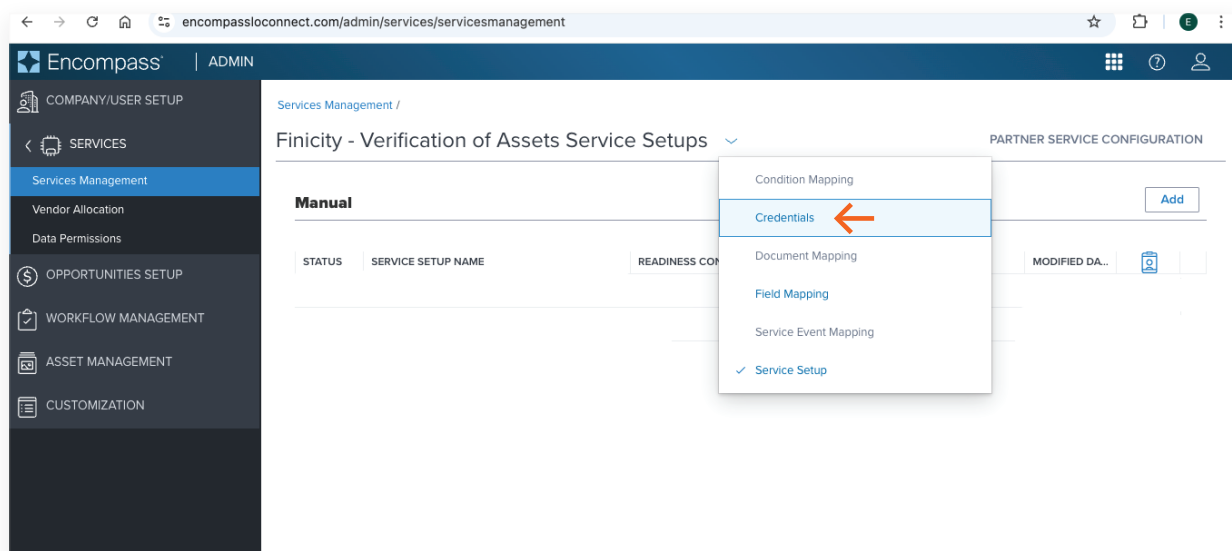 encompassloconnect.com/admin/services/servicesmanagement
E
Encompass | ADMIN
COMPANY/USER SETUP
SERVICES
Services Management
Vendor Allocation
Data Permissions
OPPORTUNITIES SETUP
WORKFLOW MANAGEMENT
ASSET MANAGEMENT
CUSTOMIZATION
Services Management /
Finicity - Verification of Assets Service Setups
PARTNER SERVICE CONFIGURATION
Manual
Add
STATUS SERVICE SETUP NAME READINESS CON MODIFIED DA...
Condition Mapping
Credentials
Document Mapping
Field Mapping
Service Event Mapping
Service Setup